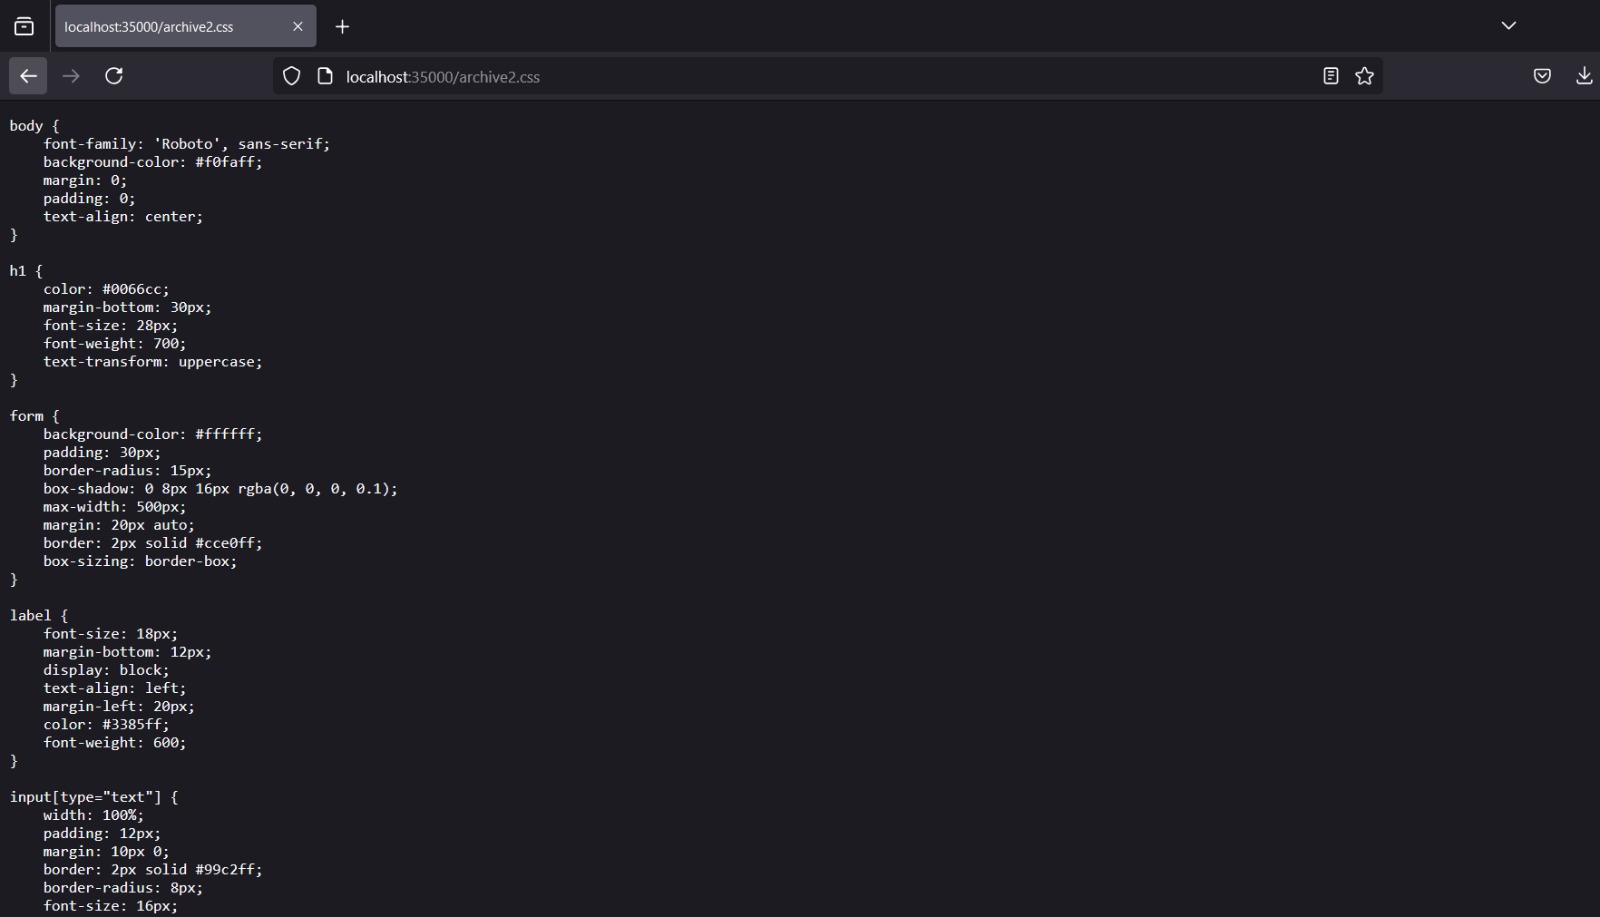 localhost:35000/archive2.css
localhost:35000/archive2.css
body {
    font-family: 'Roboto', sans-serif;
    background-color: #f0faff;
    margin: 0;
    padding: 0;
    text-align: center;
}

h1 {
    color: #0066cc;
    margin-bottom: 30px;
    font-size: 28px;
    font-weight: 700;
    text-transform: uppercase;
}

form {
    background-color: #ffffff;
    padding: 30px;
    border-radius: 15px;
    box-shadow: 0 8px 16px rgba(0, 0, 0, 0.1);
    max-width: 500px;
    margin: 20px auto;
    border: 2px solid #cce0ff;
    box-sizing: border-box;
}

label {
    font-size: 18px;
    margin-bottom: 12px;
    display: block;
    text-align: left;
    margin-left: 20px;
    color: #3385ff;
    font-weight: 600;
}

input[type="text"] {
    width: 100%;
    padding: 12px;
    margin: 10px 0;
    border: 2px solid #99c2ff;
    border-radius: 8px;
    font-size: 16px;